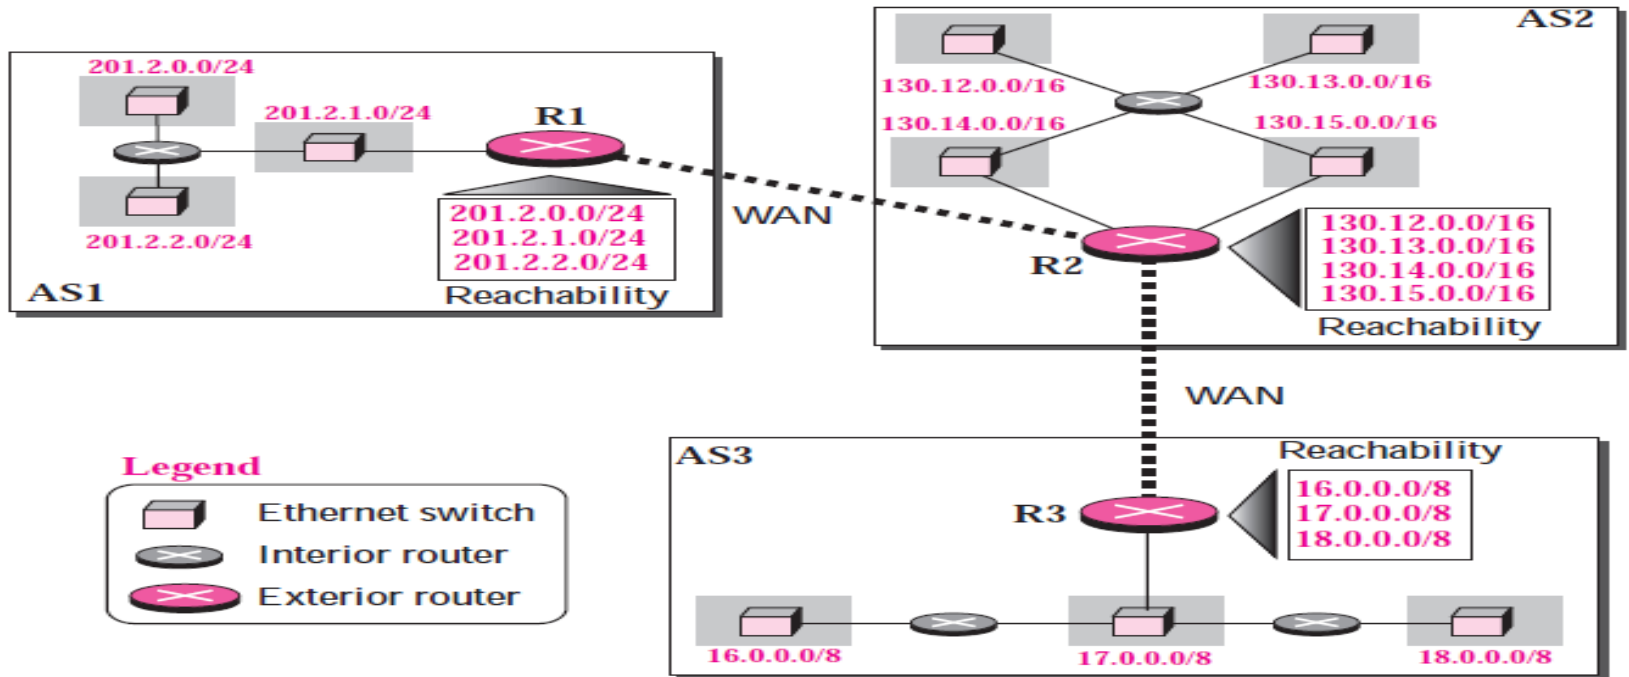 AS1
201.2.0.0/24
201.2.1.0/24
201.2.2.0/24
R1
201.2.0.0/24
201.2.1.0/24
201.2.2.0/24
Reachability
WAN
AS2
130.12.0.0/16
130.13.0.0/16
130.14.0.0/16
130.15.0.0/16
R2
130.12.0.0/16
130.13.0.0/16
130.14.0.0/16
130.15.0.0/16
Reachability
WAN
AS3
Reachability
R3
16.0.0.0/8
17.0.0.0/8
18.0.0.0/8
16.0.0.0/8
17.0.0.0/8
18.0.0.0/8
Legend
Ethernet switch
Interior router
Exterior router